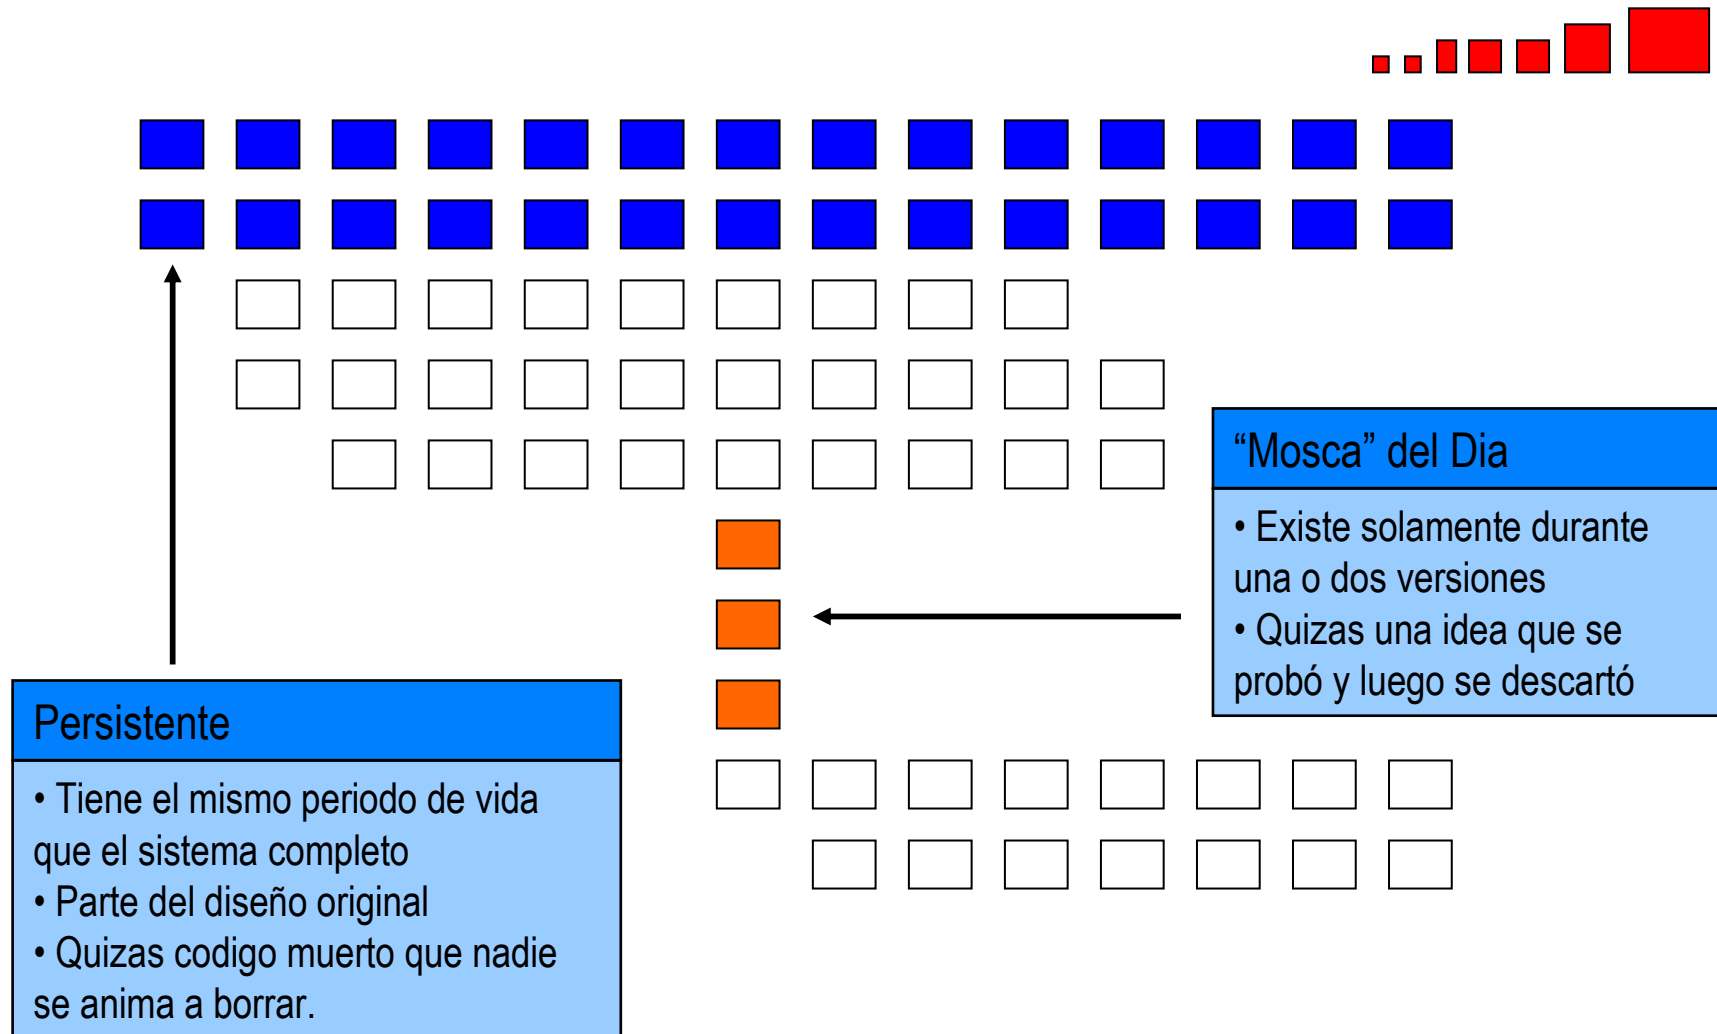 “Mosca” del Dia
• Existe solamente durante
una o dos versiones
• Quizas una idea que se
probó y luego se descartó
Persistente
• Tiene el mismo periodo de vida
que el sistema completo
• Parte del diseño original
• Quizas codigo muerto que nadie
se anima a borrar.